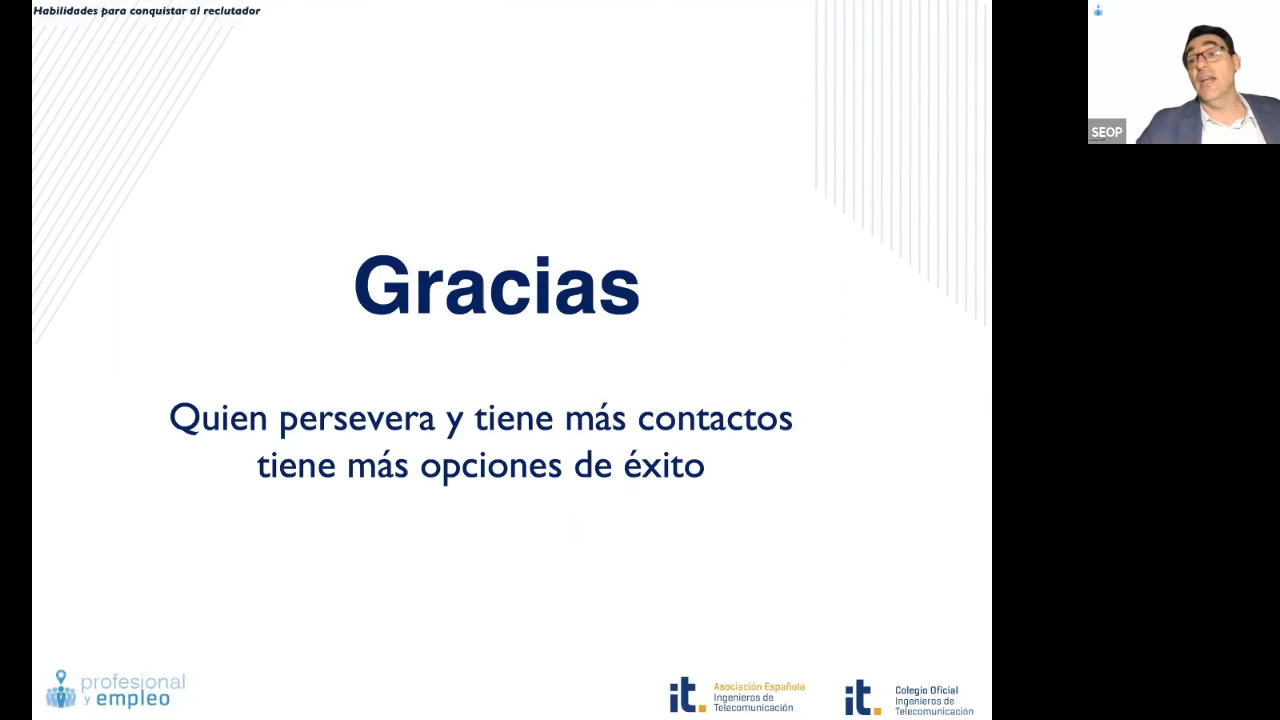 Habilidades para conquistar al reclutador
SEOP
Gracias
Quien persevera y tiene más contactos
tiene más opciones de éxito
profesional
y empleo
it.
Asociación Española
Ingenieros de
Telecomunicación
it.
Colegio Oficial
Ingenieros de
Telecomunicación